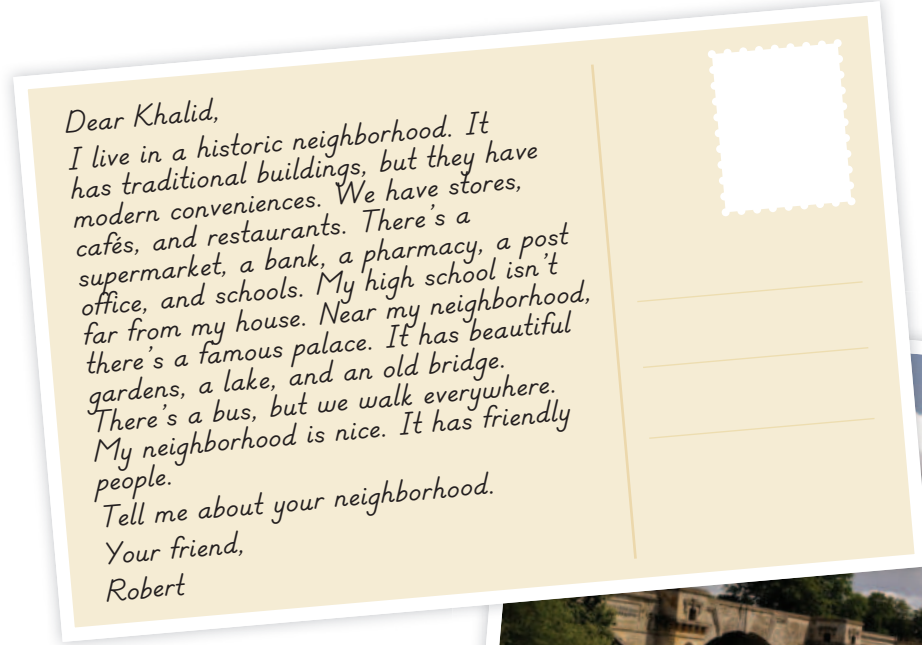 Dear Khalid,
I live in a historic neighborhood. It
has traditional buildings, but they have
modern conveniences. We have stores,
cafés, and restaurants. There's a
supermarket, a bank, a pharmacy, a post
office, and schools. My high school isn't
far from my house. Near my neighborhood,
there's a famous palace. It has beautiful
gardens, a lake, and an old bridge.
There's a bus, but we walk everywhere.
My neighborhood is nice. It has friendly
people.
Tell me about your neighborhood.
Your friend,
Robert